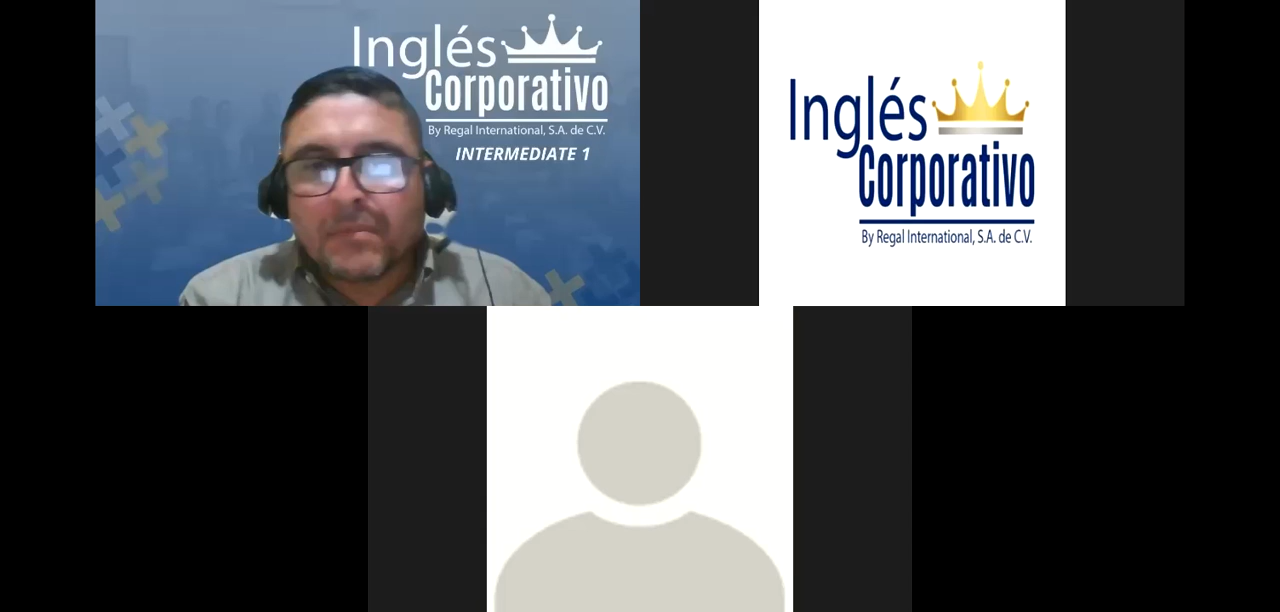 Inglés
Corporativo
By Regal International, S.A. de C.V.
INTERMEDIATE 1
Inglés
Corporativo
By Regal International, S.A. de C.V.